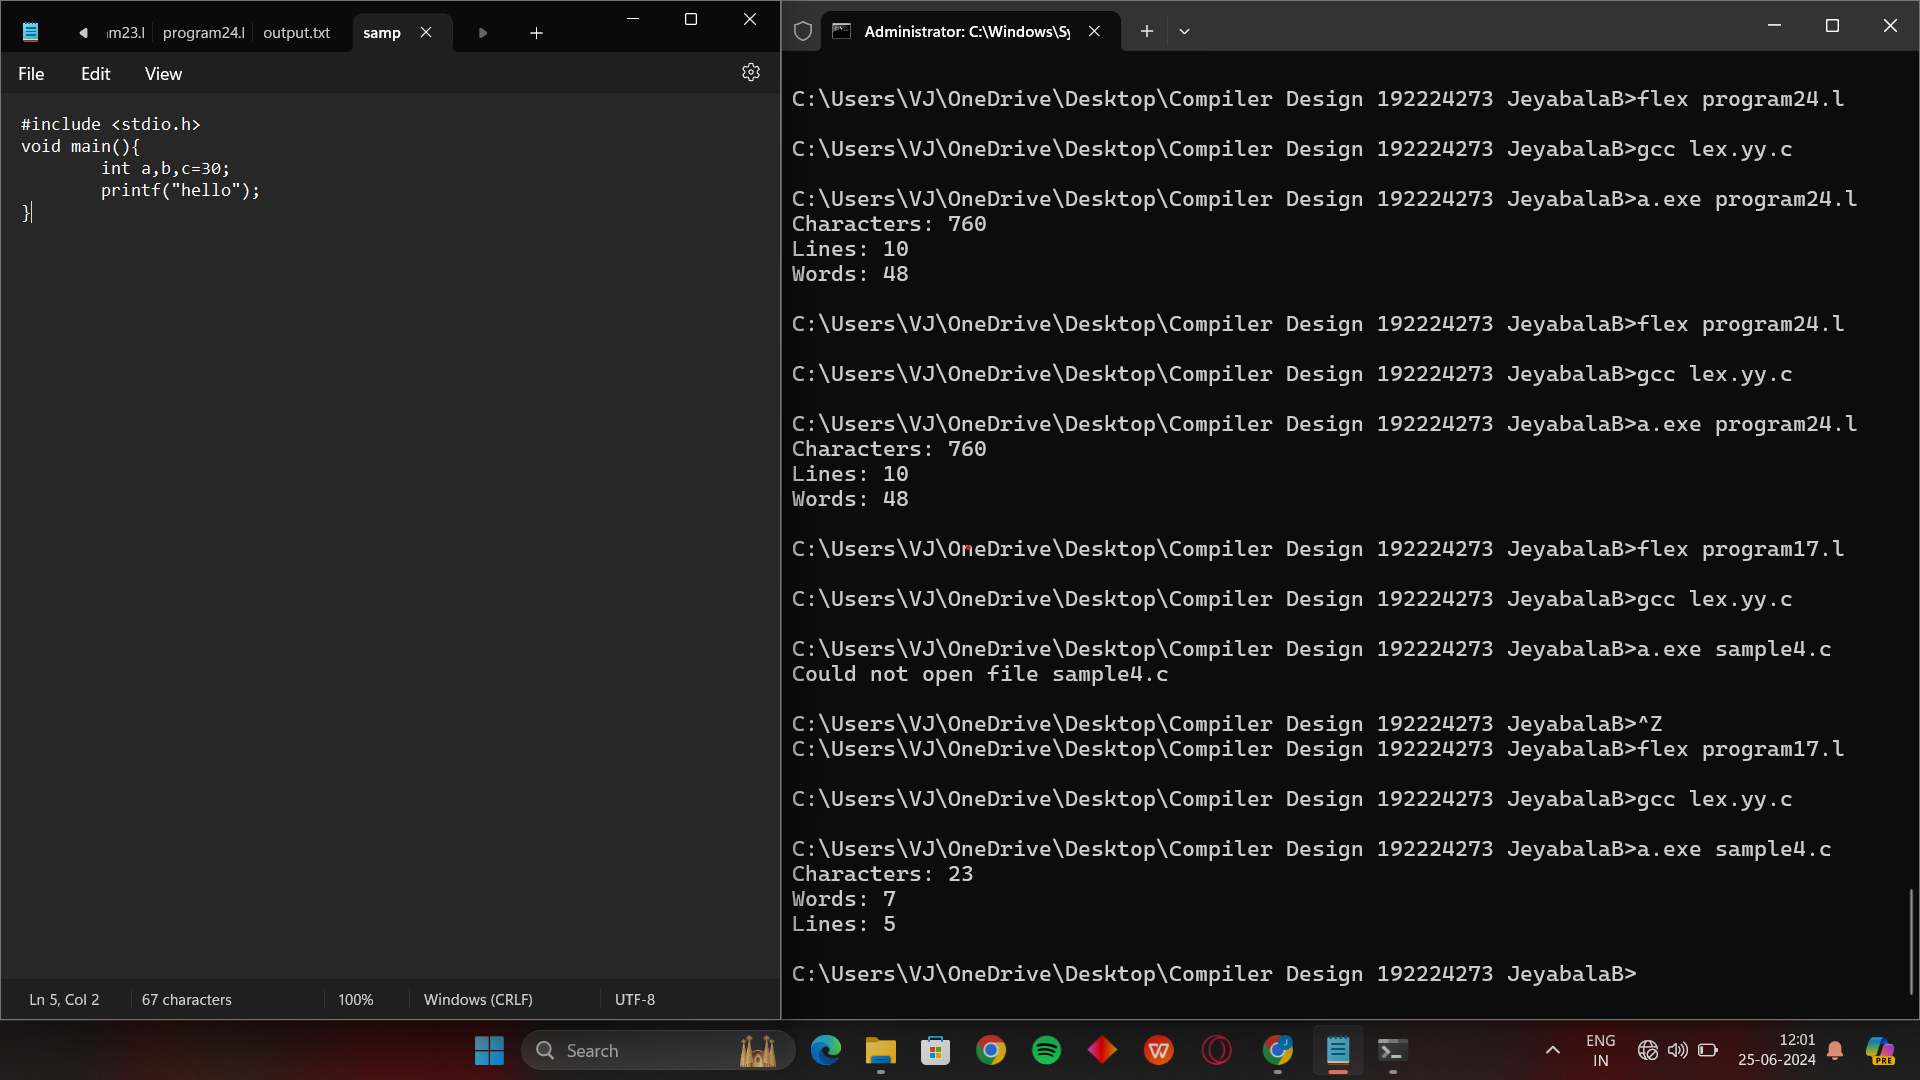 am23.l
program24.l
output.txt
samp
File
Edit
View
#include <stdio.h>
void main(){
        int a,b,c=30;
        printf("hello");
}
Ln 5, Col 2
67 characters
100%
Windows (CRLF)
UTF-8
Administrator: C:\Windows\Sy
C:\Users\VJ\OneDrive\Desktop\Compiler Design 192224273 JeyabalaB>flex program24.l
C:\Users\VJ\OneDrive\Desktop\Compiler Design 192224273 JeyabalaB>gcc lex.yy.c
C:\Users\VJ\OneDrive\Desktop\Compiler Design 192224273 JeyabalaB>a.exe program24.l
Characters: 760
Lines: 10
Words: 48
C:\Users\VJ\OneDrive\Desktop\Compiler Design 192224273 JeyabalaB>flex program24.l
C:\Users\VJ\OneDrive\Desktop\Compiler Design 192224273 JeyabalaB>gcc lex.yy.c
C:\Users\VJ\OneDrive\Desktop\Compiler Design 192224273 JeyabalaB>a.exe program24.l
Characters: 760
Lines: 10
Words: 48
C:\Users\VJ\OneDrive\Desktop\Compiler Design 192224273 JeyabalaB>flex program17.l
C:\Users\VJ\OneDrive\Desktop\Compiler Design 192224273 JeyabalaB>gcc lex.yy.c
C:\Users\VJ\OneDrive\Desktop\Compiler Design 192224273 JeyabalaB>a.exe sample4.c
Could not open file sample4.c
C:\Users\VJ\OneDrive\Desktop\Compiler Design 192224273 JeyabalaB>^Z
C:\Users\VJ\OneDrive\Desktop\Compiler Design 192224273 JeyabalaB>flex program17.l
C:\Users\VJ\OneDrive\Desktop\Compiler Design 192224273 JeyabalaB>gcc lex.yy.c
C:\Users\VJ\OneDrive\Desktop\Compiler Design 192224273 JeyabalaB>a.exe sample4.c
Characters: 23
Words: 7
Lines: 5
C:\Users\VJ\OneDrive\Desktop\Compiler Design 192224273 JeyabalaB>
Search
ENG
IN
12:01
25-06-2024
PRE